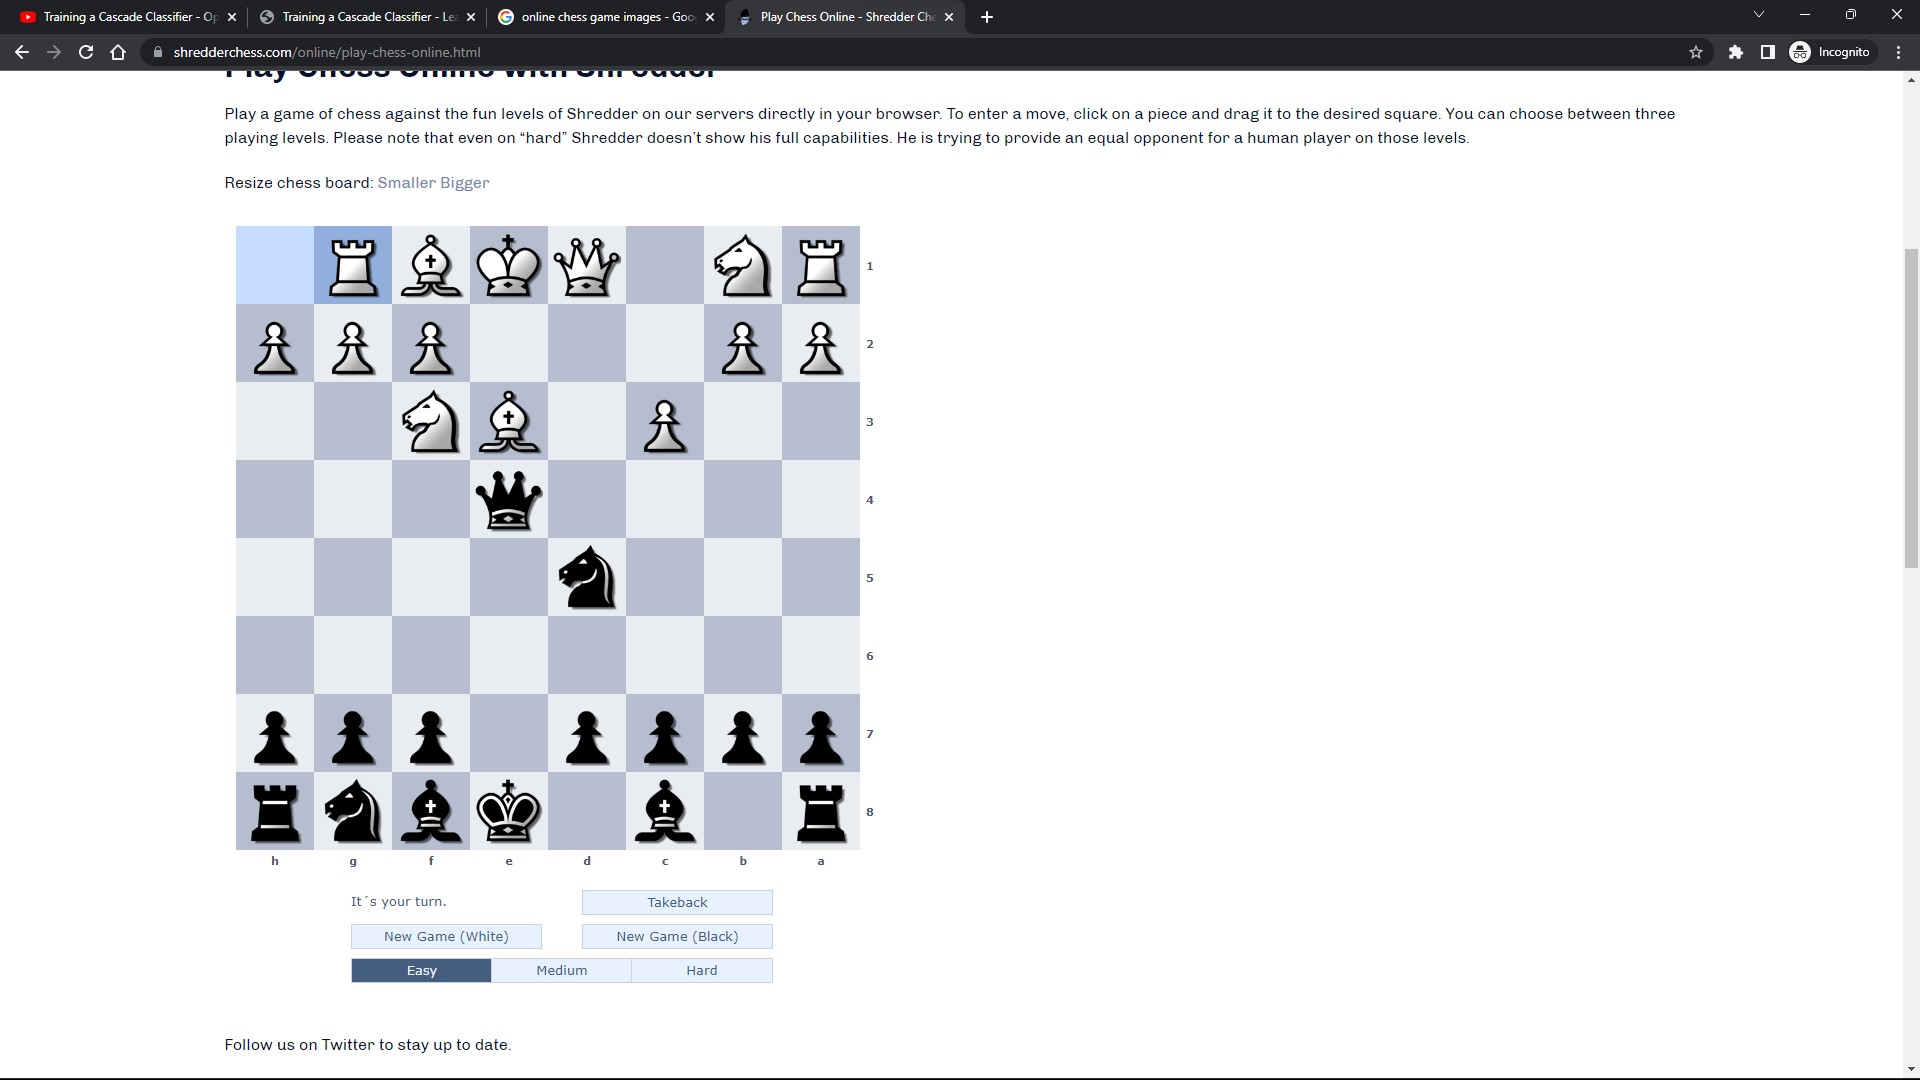 Training a Cascade Classifier - Op
Training a Cascade Classifier - Le
online chess game images - Goo
Play Chess Online - Shredder Che
shredderchess.com/online/play-chess-online.html
Incognito
Play Chess Online with Shredder
Play a game of chess against the fun levels of Shredder on our servers directly in your browser. To enter a move, click on a piece and drag it to the desired square. You can choose between three
playing levels. Please note that even on “hard” Shredder doesn’t show his full capabilities. He is trying to provide an equal opponent for a human player on those levels.
Resize chess board: Smaller Bigger
1
2
3
4
5
6
7
8
h g f e d c b a
It´s your turn.
Takeback
New Game (White)
New Game (Black)
Easy
Medium
Hard
Follow us on Twitter to stay up to date.